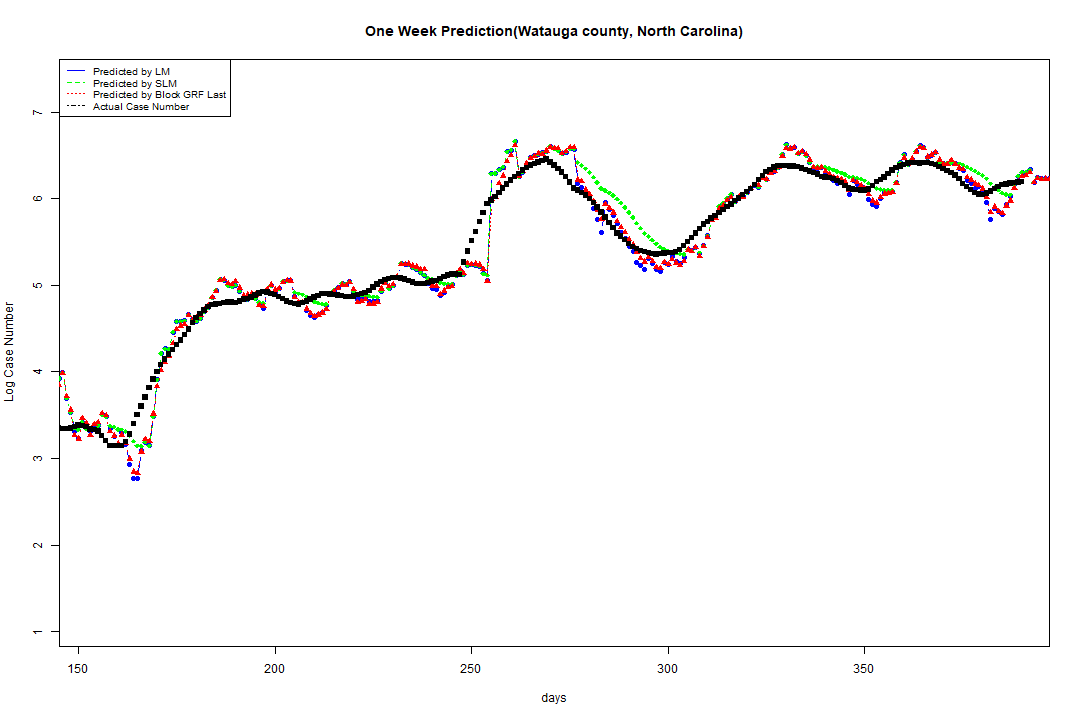 One Week Prediction(Watauga county, North Carolina)
Predicted by LM
Predicted by SLM
Predicted by Block GRF Last
Actual Case Number
7
6
5
4
3
2
1
Log Case Number
150 200 250 300 350
days